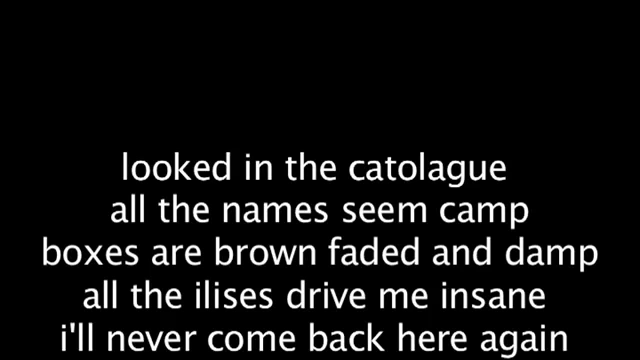 looked in the catolague
all the names seem camp
boxes are brown faded and damp
all the ilises drive me insane
i'll never come back here again